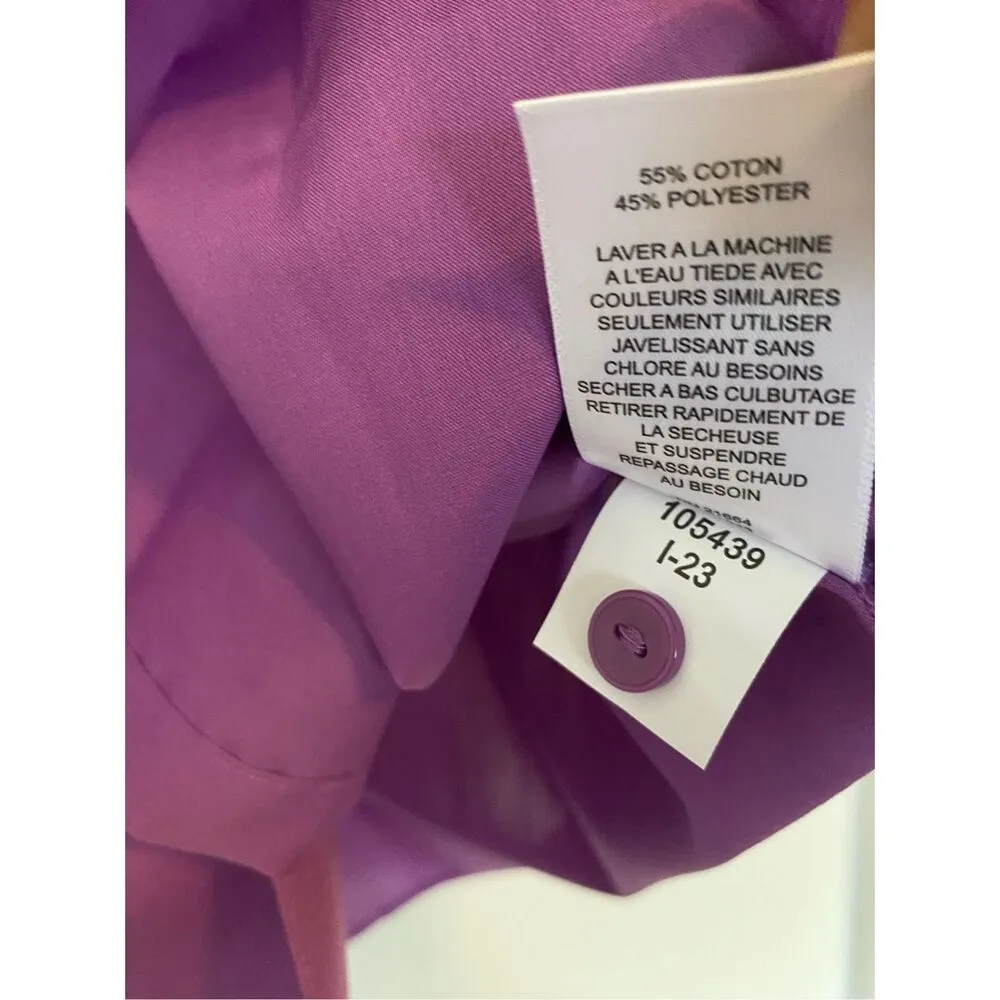 55% COTON
45% POLYESTER
LAVER A LA MACHINE
A L'EAU TIEDE AVEC
COULEURS SIMILAIRES
SEULEMENT UTILISER
JAVELISSANT SANS
CHLORE AU BESOINS
SECHER A BAS CULBUTAGE
RETIRER RAPIDEMENT DE
LA SECHEUSE
ET SUSPENDRE
REPASSAGE CHAUD
AU BESOIN
105439
I-23